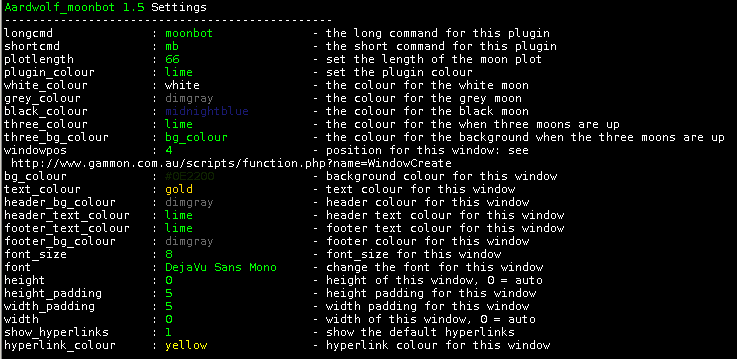 Aardwolf_moonbot 1.5 Settings
-----------------------------------------------
longcmd : moonbot - the long command for this plugin
shortcmd : mb - the short command for this plugin
plotlength : 66 - set the length of the moon plot
plugin_colour : lime - set the plugin colour
white_colour : white - the colour for the white moon
grey_colour : dimgray - the colour for the grey moon
black_colour : midnightblue - the colour for the black moon
three_colour : lime - the colour for the when three moons are up
three_bg_colour : bg_colour - the colour for the background when the three moons are up
windowpos : 4 - position for this window: see
http://www.gammon.com.au/scripts/function.php?name=WindowCreate
bg_colour : #0E2200 - background colour for this window
text_colour : gold - text colour for this window
header_bg_colour : dimgray - header colour for this window
header_text_colour : lime - header text colour for this window
footer_text_colour : lime - footer text colour for this window
footer_bg_colour : dimgray - footer colour for this window
font_size : 8 - font_size for this window
font : DejaVu Sans Mono - change the font for this window
height : 0 - height of this window, 0 = auto
height_padding : 5 - height padding for this window
width_padding : 5 - width padding for this window
width : 0 - width of this window, 0 = auto
show_hyperlinks : 1 - show the default hyperlinks
hyperlink_colour : yellow - hyperlink colour for this window